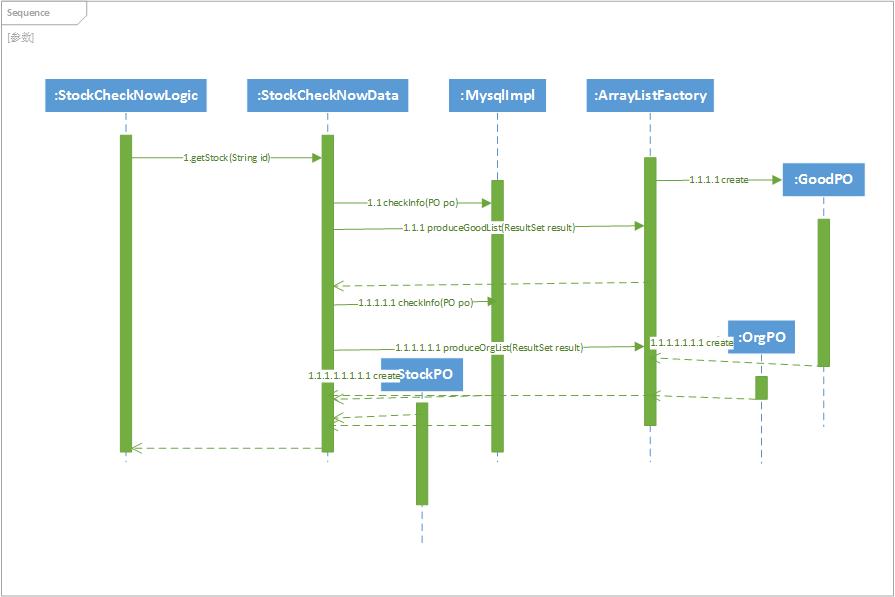 Sequence
[参数]
:StockCheckNowLogic
:StockCheckNowData
:MysqlImpl
:ArrayListFactory
1.getStock(String id)
1.1.1.1 create
:GoodPO
1.1 checkInfo(PO po)
1.1.1 produceGoodList(ResultSet result)
1.1.1.1.1 checkInfo(PO po)
1.1.1.1.1.1 produceOrgList(ResultSet result)
1.1.1.1.1.1.1 create
:OrgPO
1.1.1.1.1.1.1.1 create
StockPO